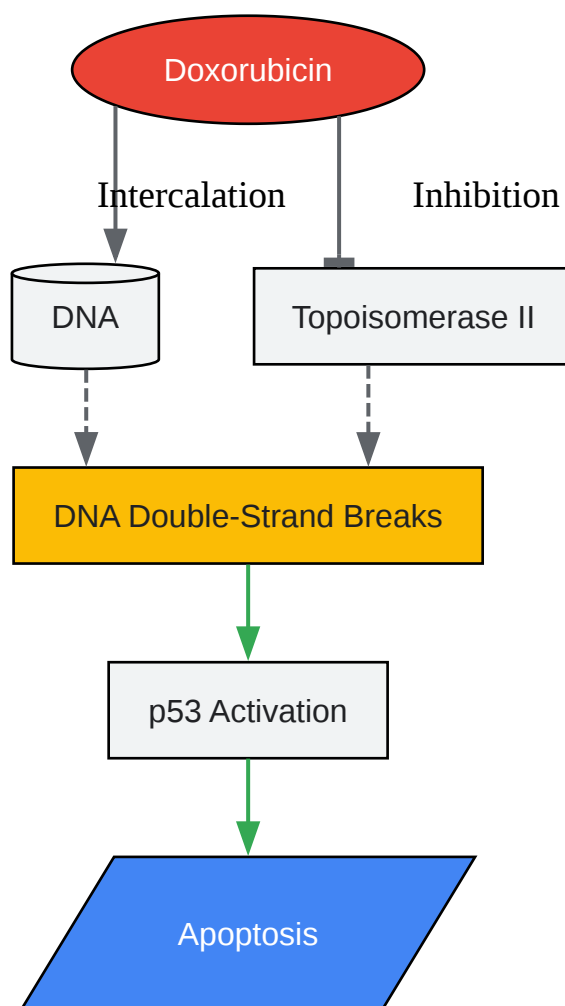 Doxorubicin
Intercalation
Inhibition
DNA
Topoisomerase II
DNA Double-Strand Breaks
p53 Activation
Apoptosis